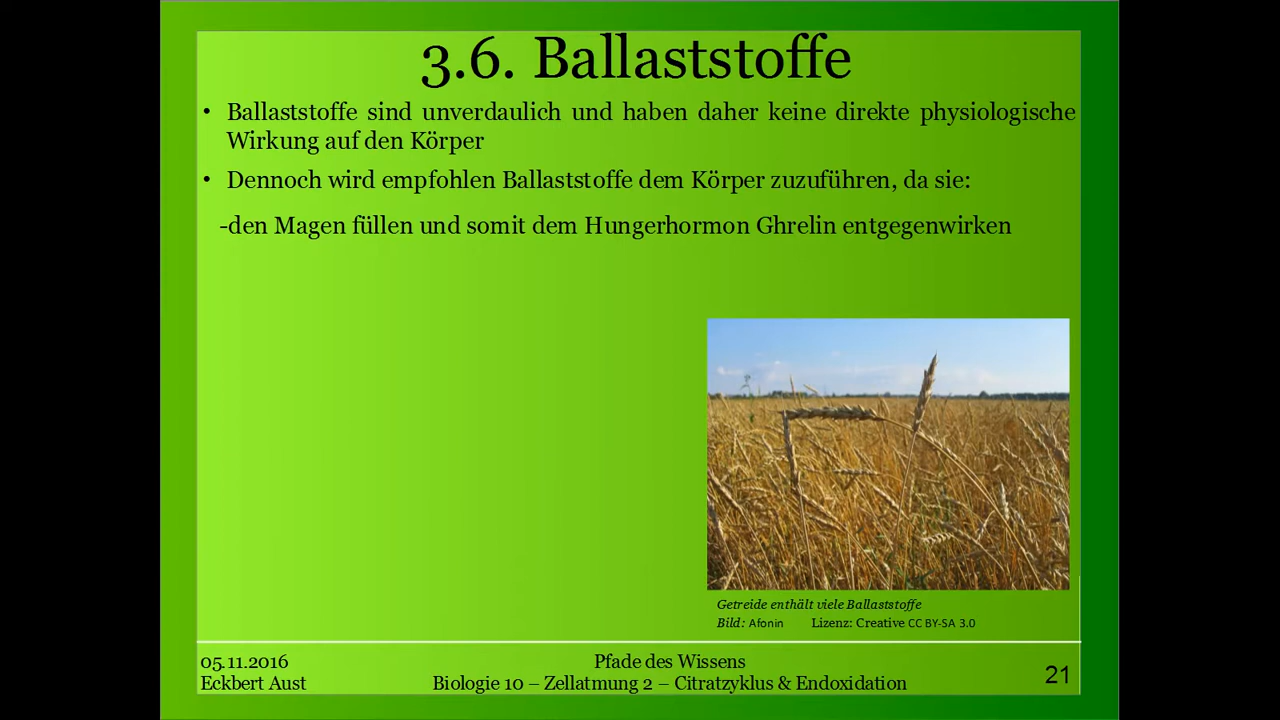 3.6. Ballaststoffe
• Ballaststoffe sind unverdaulich und haben daher keine direkte physiologische
Wirkung auf den Körper
• Dennoch wird empfohlen Ballaststoffe dem Körper zuzuführen, da sie:
-den Magen füllen und somit dem Hungerhormon Ghrelin entgegenwirken
Getreide enthält viele Ballaststoffe
Bild: Afonin Lizenz: Creative CC BY-SA 3.0
05.11.2016
Eckbert Aust
Pfade des Wissens
Biologie 10 – Zellatmung 2 – Citratzyklus & Endoxidation
21